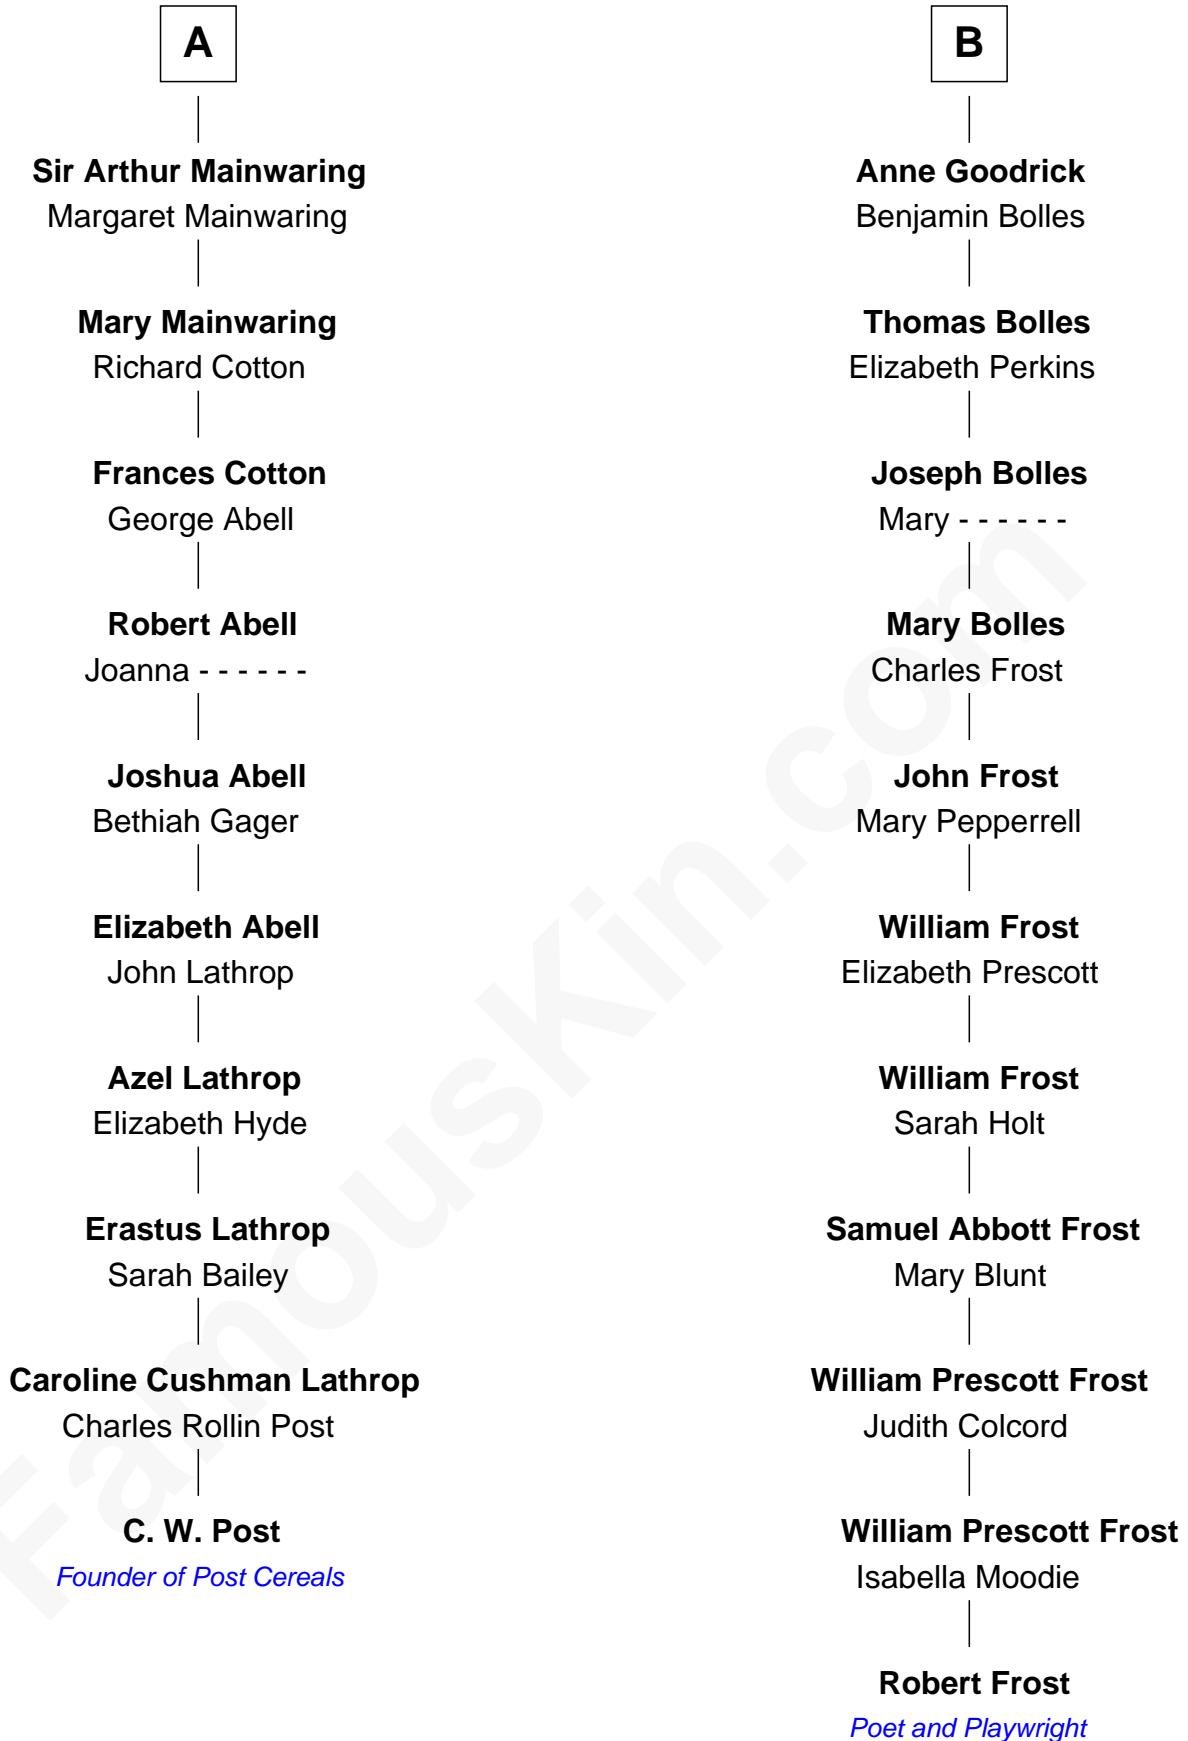 A
Sir Arthur Mainwaring
Margaret Mainwaring
Mary Mainwaring
Richard Cotton
Frances Cotton
George Abell
Robert Abell
Joanna - - - - - -
Joshua Abell
Bethiah Gager
Elizabeth Abell
John Lathrop
Azel Lathrop
Elizabeth Hyde
Erastus Lathrop
Sarah Bailey
Caroline Cushman Lathrop
Charles Rollin Post
C. W. Post
Founder of Post Cereals
B
Anne Goodrick
Benjamin Bolles
Thomas Bolles
Elizabeth Perkins
Joseph Bolles
Mary - - - - - -
Mary Bolles
Charles Frost
John Frost
Mary Pepperrell
William Frost
Elizabeth Prescott
William Frost
Sarah Holt
Samuel Abbott Frost
Mary Blunt
William Prescott Frost
Judith Colcord
William Prescott Frost
Isabella Moodie
Robert Frost
Poet and Playwright
FamousKin.com